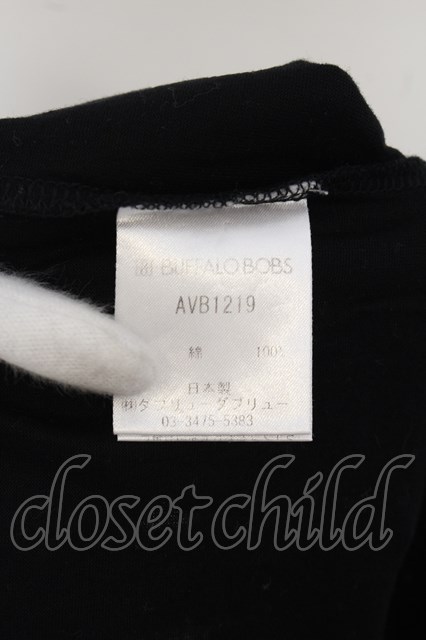 BUFFALO BOBS
AVB1219
綿 100%
日本製
㈱ダブリューダブリュー
03-3475-5383
closet child